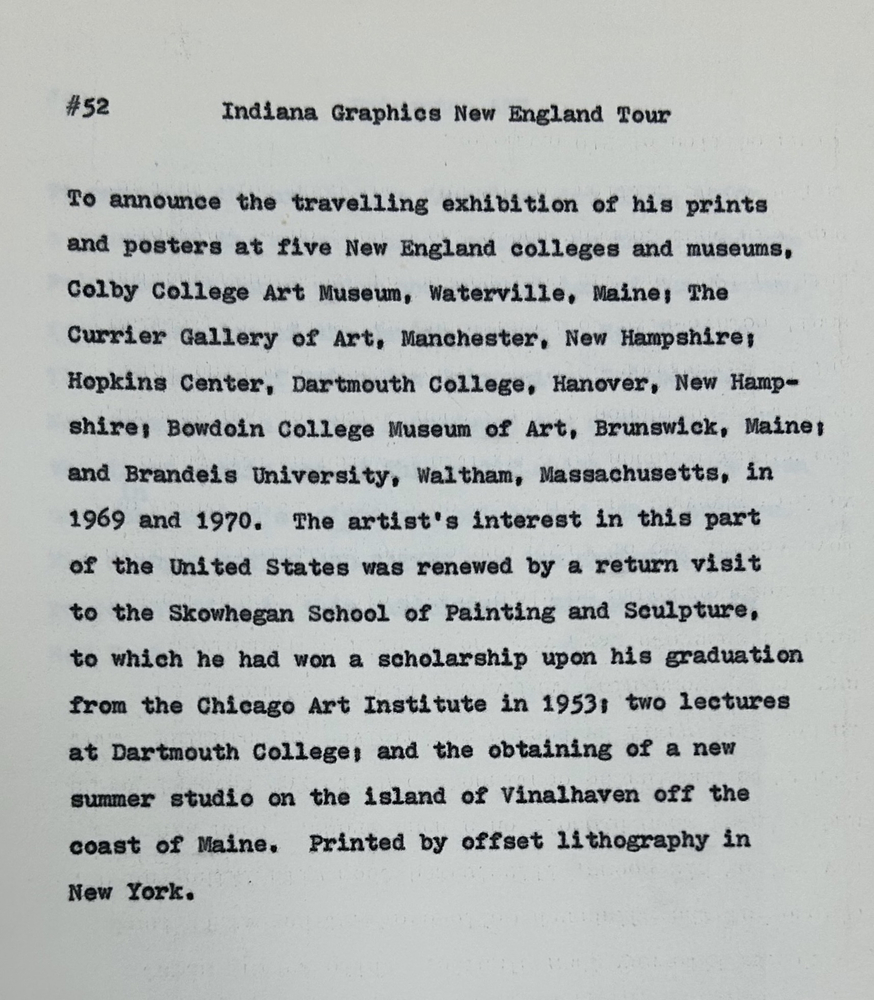 #52 Indiana Graphics New England Tour
To announce the travelling exhibition of his prints
and posters at five New England colleges and museums,
Colby College Art Museum, Waterville, Maine; The
Currier Gallery of Art, Manchester, New Hampshire;
Hopkins Center, Dartmouth College, Hanover, New Hamp-
shire; Bowdoin College Museum of Art, Brunswick, Maine;
and Brandeis University, Waltham, Massachusetts, in
1969 and 1970.  The artist's interest in this part
of the United States was renewed by a return visit
to the Skowhegan School of Painting and Sculpture,
to which he had won a scholarship upon his graduation
from the Chicago Art Institute in 1953; two lectures
at Dartmouth College; and the obtaining of a new
summer studio on the island of Vinalhaven off the
coast of Maine.  Printed by offset lithography in
New York.